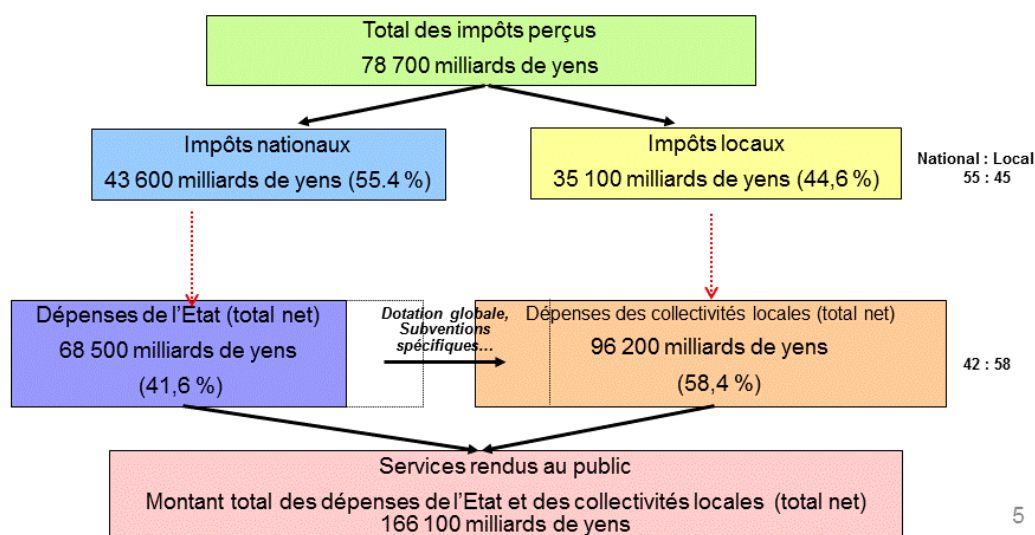 Total des impôts perçus
78 700 milliards de yens
Impôts nationaux
43 600 milliards de yens (55.4 %)
Impôts locaux
35 100 milliards de yens (44,6 %)
National : Local
55 : 45
Dépenses de l'Etat (total net)
68 500 milliards de yens
(41,6 %)
Dotation globale,
Subventions
spécifiques...
Dépenses des collectivités locales (total net)
96 200 milliards de yens
(58,4 %)
42 : 58
Services rendus au public
Montant total des dépenses de l'Etat et des collectivités locales (total net)
166 100 milliards de yens
5